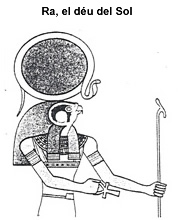 Ra, el déu del Sol